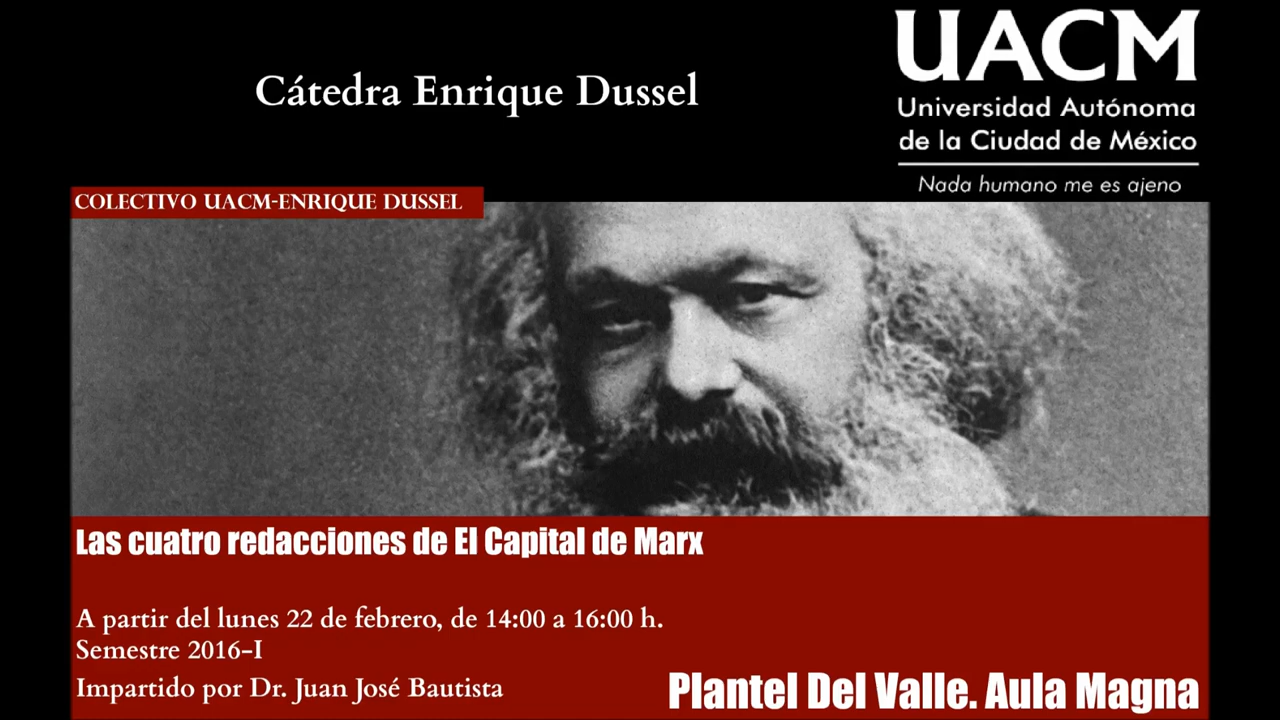 Cátedra Enrique Dussel
UACM
Universidad Autónoma
de la Ciudad de México
Nada humano me es ajeno
COLECTIVO UACM-ENRIQUE DUSSEL
Las cuatro redacciones de El Capital de Marx
A partir del lunes 22 de febrero, de 14:00 a 16:00 h.
Semestre 2016-I
Impartido por Dr. Juan José Bautista
Plantel Del Valle. Aula Magna